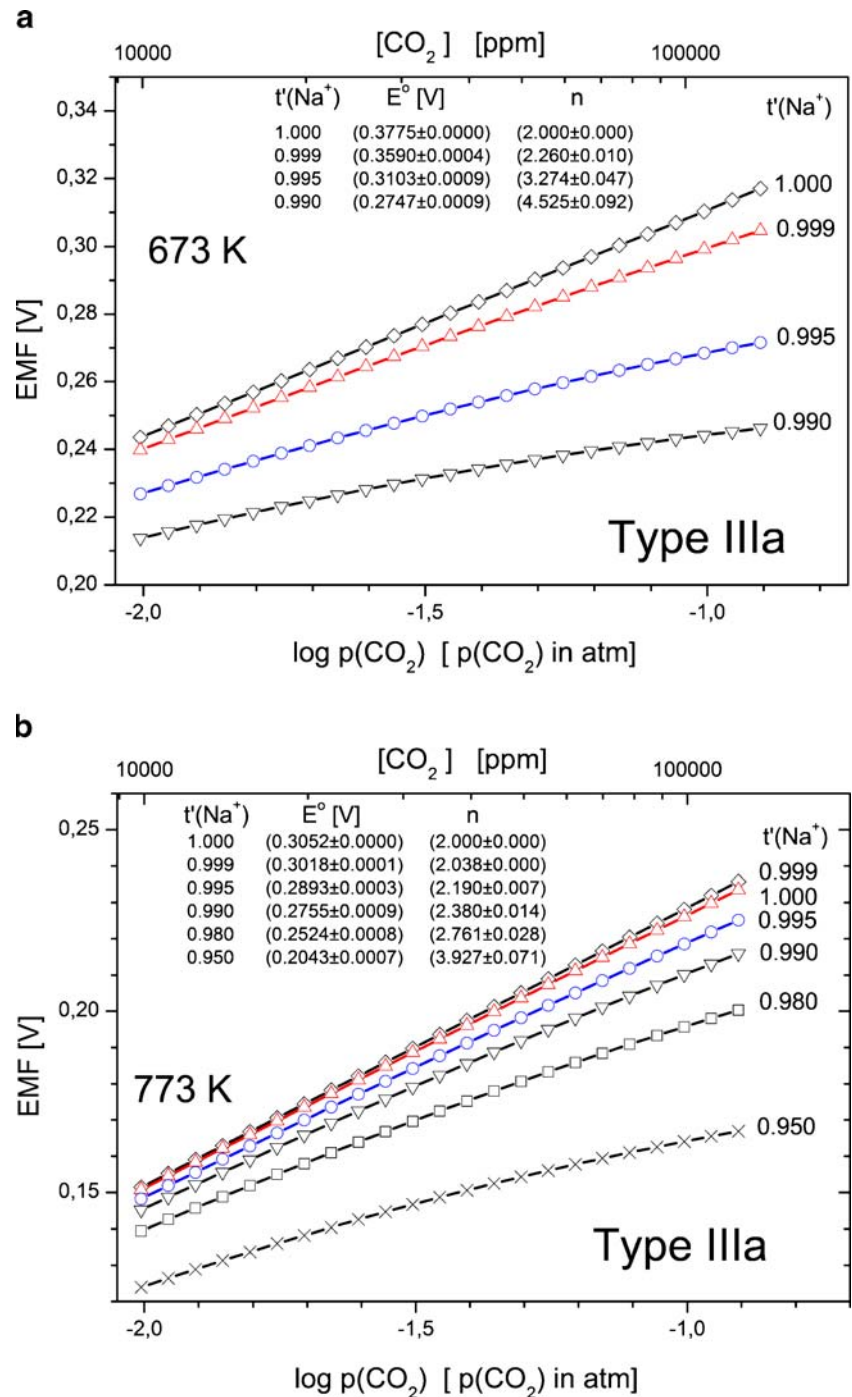 a
[CO2] [ppm]
10000 100000
t'(Na+) E° [V] n
1.000 (0.3775±0.0000) (2.000±0.000)
0.999 (0.3590±0.0004) (2.260±0.010)
0.995 (0.3103±0.0009) (3.274±0.047)
0.990 (0.2747±0.0009) (4.525±0.092)
t'(Na+)
1.000
0.999
0.995
0.990
673 K
EMF [V]
0,34
0,32
0,30
0,28
0,26
0,24
0,22
0,20
Type IIIa
-2,0 -1,5 -1,0
log p(CO2) [ p(CO2) in atm]
b
[CO2] [ppm]
10000 100000
t'(Na+) E° [V] n
1.000 (0.3052±0.0000) (2.000±0.000)
0.999 (0.3018±0.0001) (2.038±0.000)
0.995 (0.2893±0.0003) (2.190±0.007)
0.990 (0.2755±0.0009) (2.380±0.014)
0.980 (0.2524±0.0008) (2.761±0.028)
0.950 (0.2043±0.0007) (3.927±0.071)
t'(Na+)
0.999
1.000
0.995
0.990
0.980
0.950
773 K
EMF [V]
0,25
0,20
0,15
Type IIIa
-2,0 -1,5 -1,0
log p(CO2) [ p(CO2) in atm]